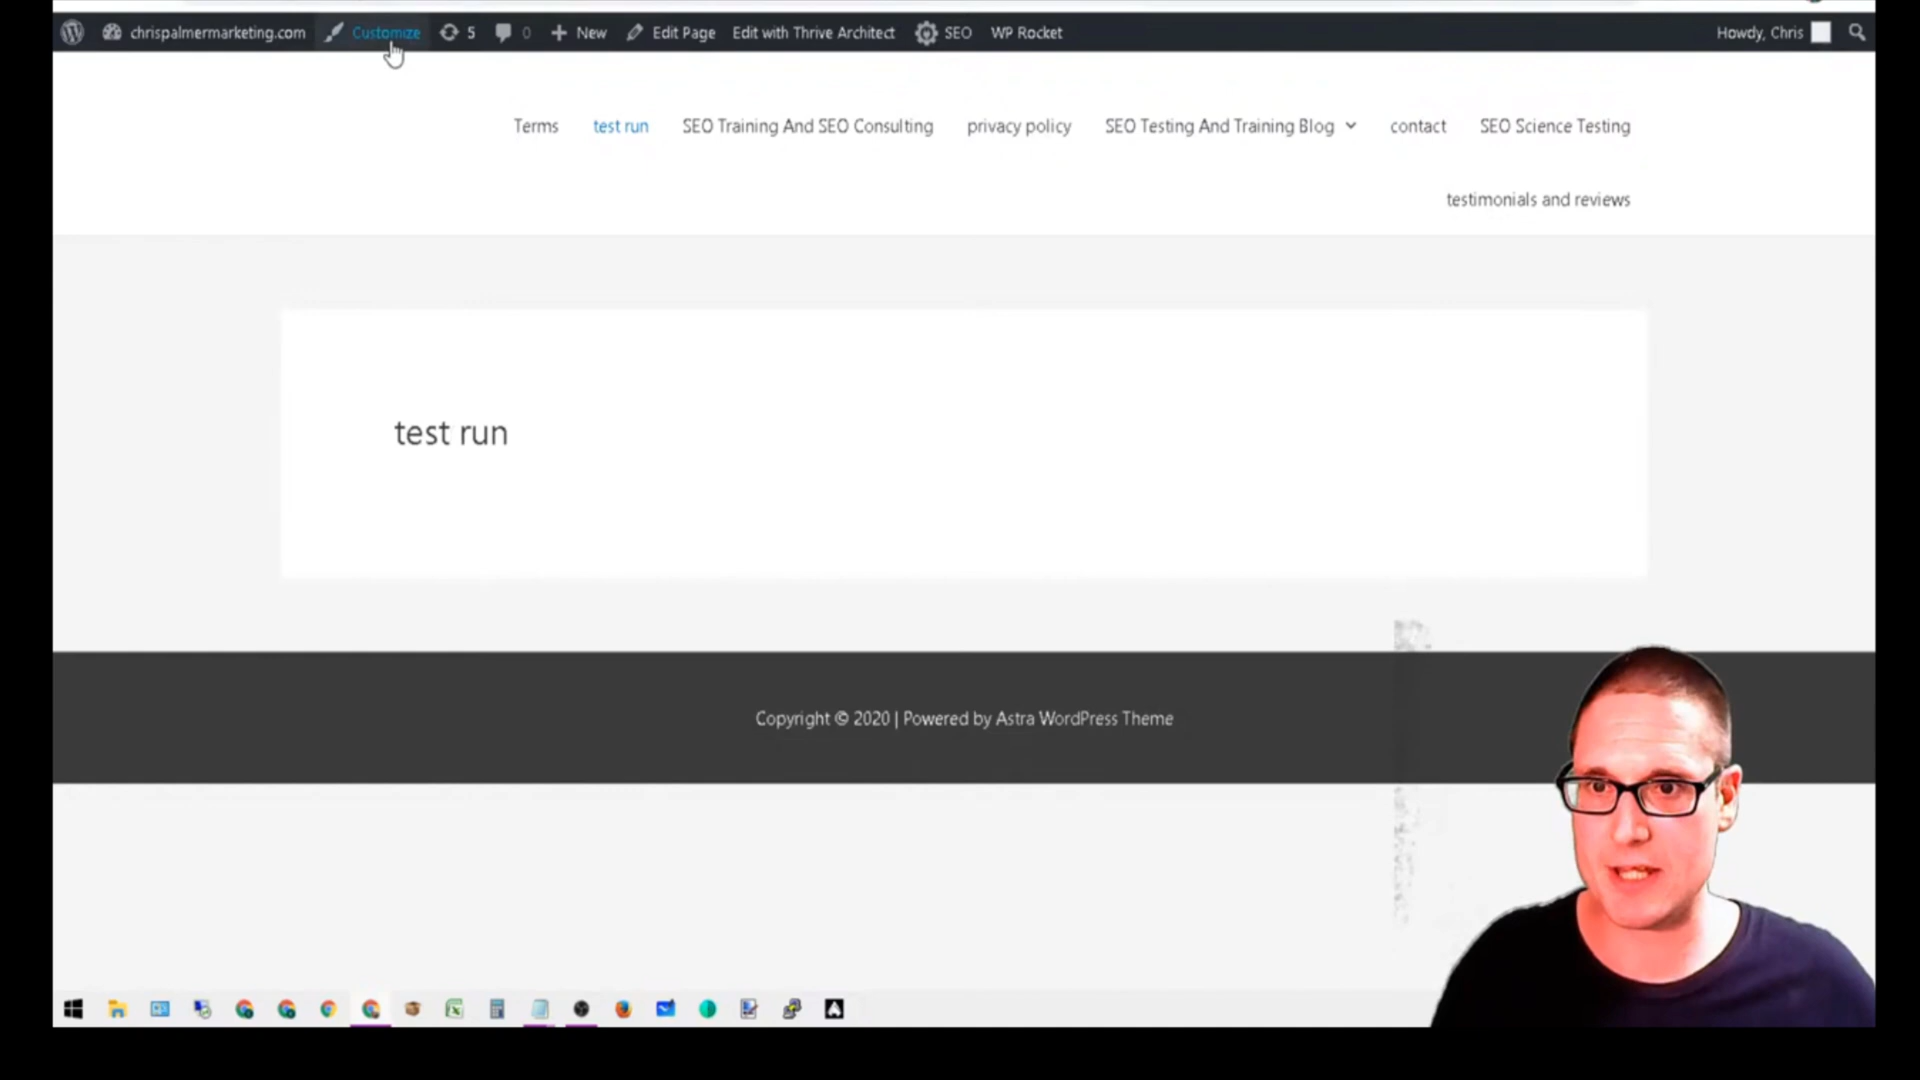 chrispalmermarketing.com Customize 5 0 New Edit Page Edit with Thrive Architect SEO WP Rocket Howdy, Chris
Terms test run SEO Training And SEO Consulting privacy policy SEO Testing And Training Blog contact SEO Science Testing
testimonials and reviews
test run
Copyright © 2020 | Powered by Astra WordPress Theme